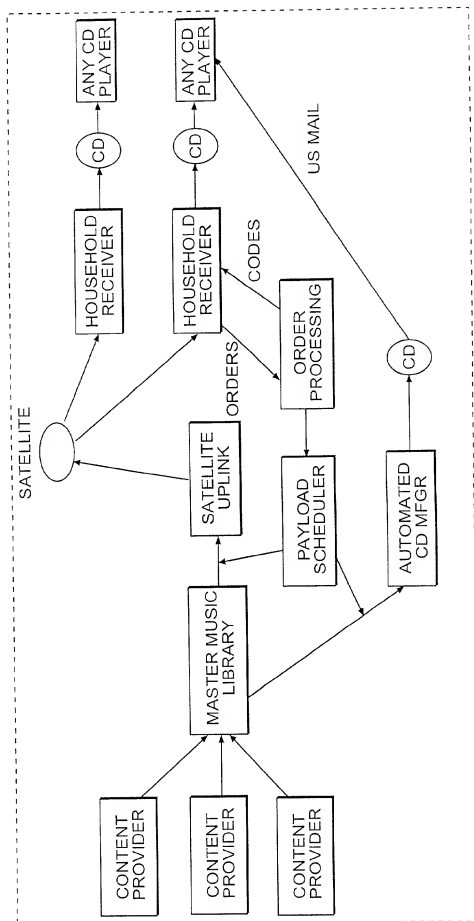 CONTENT
PROVIDER
CONTENT
PROVIDER
CONTENT
PROVIDER
MASTER MUSIC
LIBRARY
SATELLITE
SATELLITE
UPLINK
PAYLOAD
SCHEDULER
AUTOMATED
CD MFGR
ORDERS
ORDER
PROCESSING
CODES
HOUSEHOLD
RECEIVER
HOUSEHOLD
RECEIVER
CD
CD
CD
US MAIL
ANY CD
PLAYER
ANY CD
PLAYER